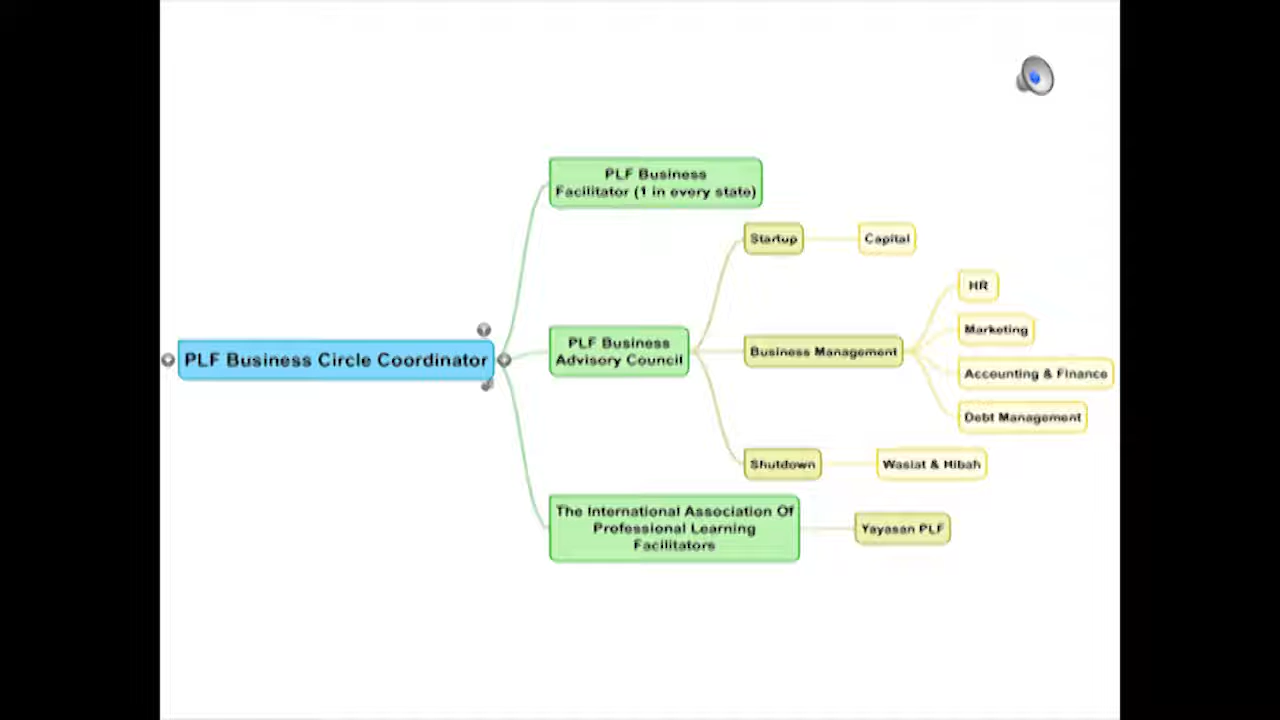 PLF Business
Facilitator (1 in every state)
Startup
Capital
HR
Marketing
PLF Business Circle Coordinator
PLF Business
Advisory Council
Business Management
Accounting & Finance
Debt Management
Shutdown
Wasiat & Hibah
The International Association Of
Professional Learning
Facilitators
Yayasan PLF